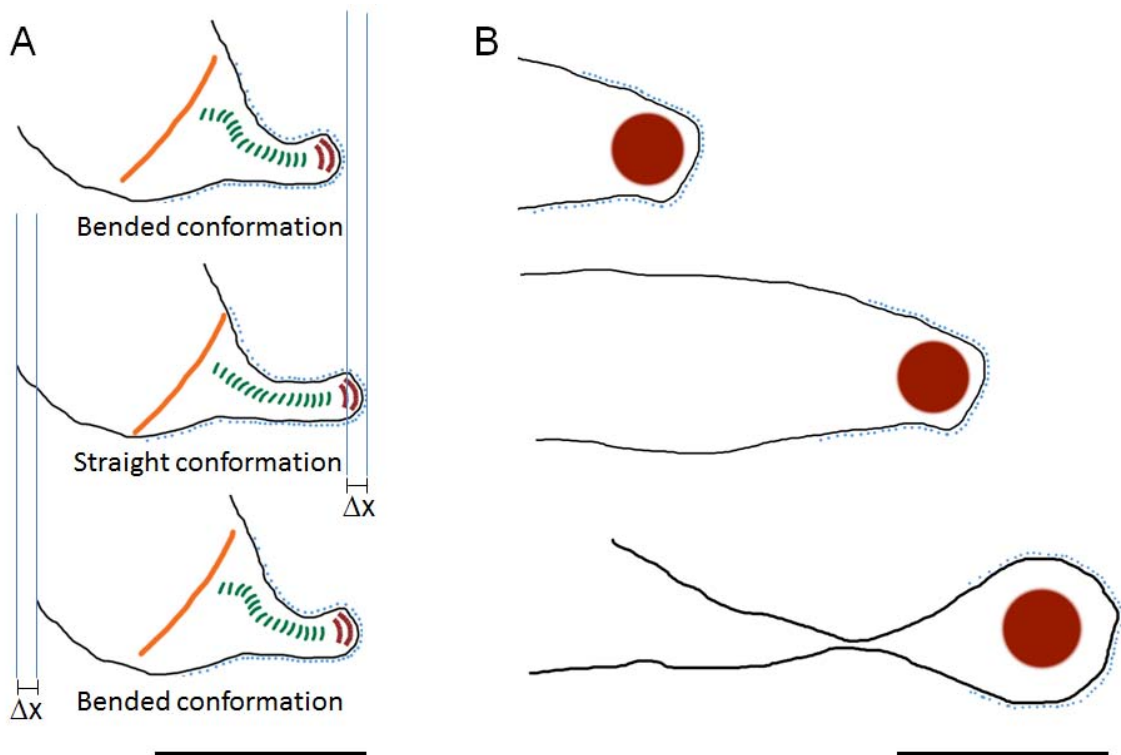 A
B
Bended conformation
Straight conformation
Δx
Δx
Bended conformation